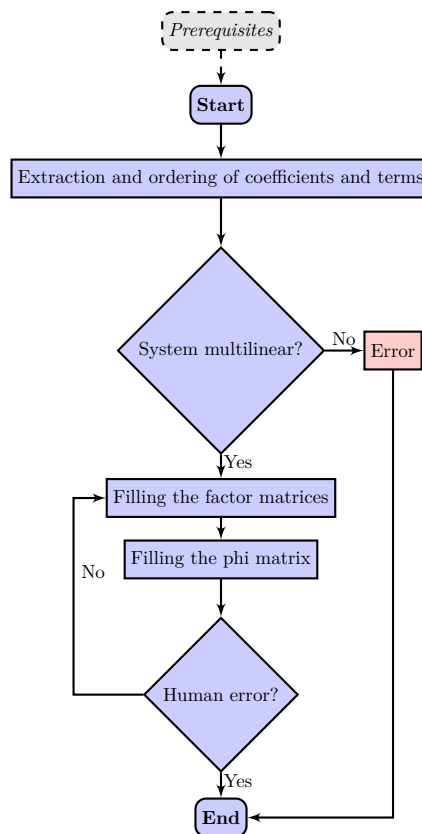 Prerequisites
Start
Extraction and ordering of coefficients and terms
System multilinear?
No
Error
Yes
Filling the factor matrices
Filling the phi matrix
No
Human error?
Yes
End